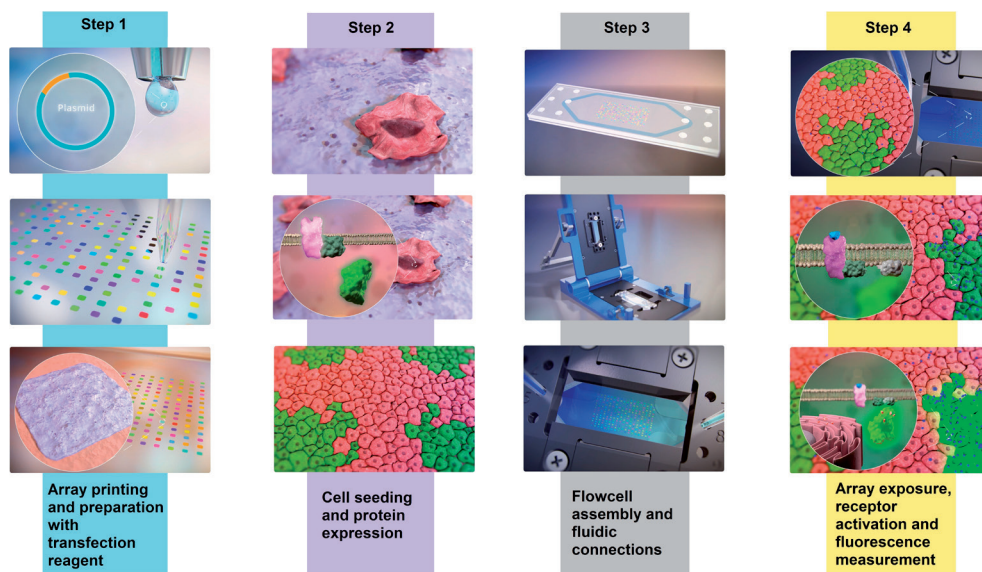 Step 1
Step 2
Step 3
Step 4
Plasmid
Array printing
and preparation
with
transfection
reagent
Cell seeding
and protein
expression
Flowcell
assembly and
fluidic
connections
Array exposure,
receptor
activation and
fluorescence
measurement